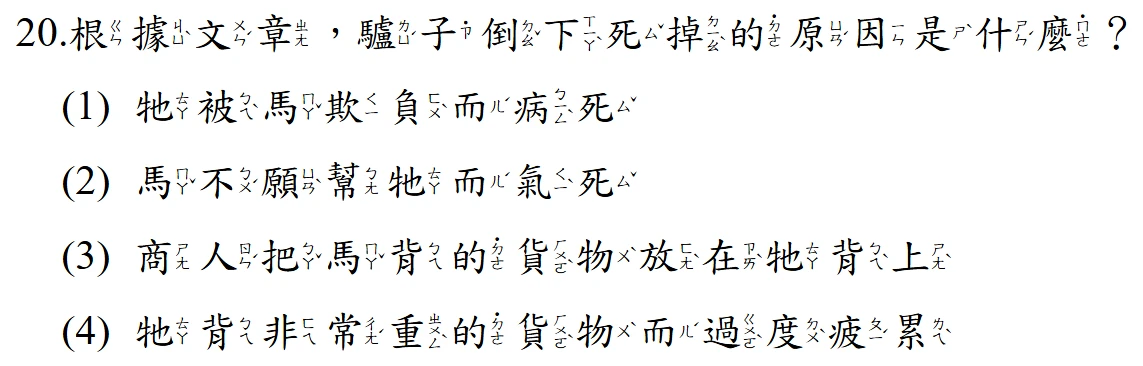 20.根據文章，驢子倒下死掉的原因是什麼？
(1) 牠被馬欺負而病死
(2) 馬不願幫牠而氣死
(3) 商人把馬背的貨物放在牠背上
(4) 牠背非常重的貨物而過度疲累